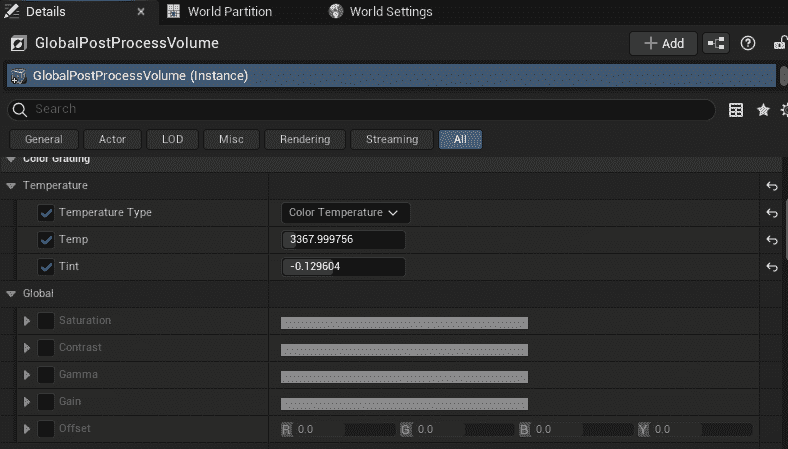 Details × World Partition World Settings
GlobalPostProcessVolume + Add
GlobalPostProcessVolume (Instance)
Search
General Actor LOD Misc Rendering Streaming All
Color Grading
Temperature
Temperature Type Color Temperature
Temp 3367.999756
Tint -0.129604
Global
Saturation
Contrast
Gamma
Gain
Offset R 0.0 G 0.0 B 0.0 Y 0.0